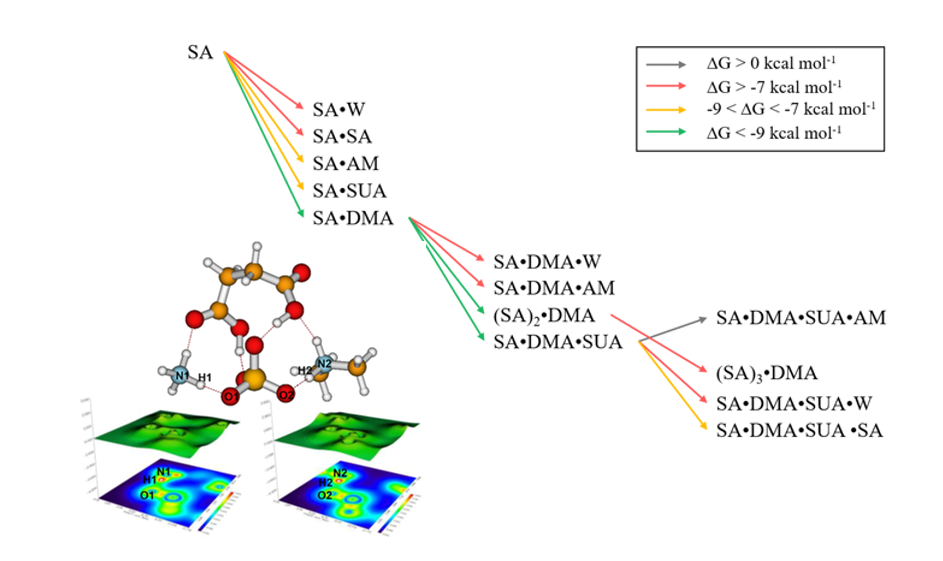 SA
ΔG > 0 kcal mol⁻¹
ΔG > -7 kcal mol⁻¹
-9 < ΔG < -7 kcal mol⁻¹
ΔG < -9 kcal mol⁻¹
SA•W
SA•SA
SA•AM
SA•SUA
SA•DMA
SA•DMA•W
SA•DMA•AM
(SA)₂•DMA
SA•DMA•SUA
SA•DMA•SUA•AM
(SA)₃•DMA
SA•DMA•SUA•W
SA•DMA•SUA •SA
N1
H1
O1
O2
H2
N2
N1
H1
O1
N2
H2
O2